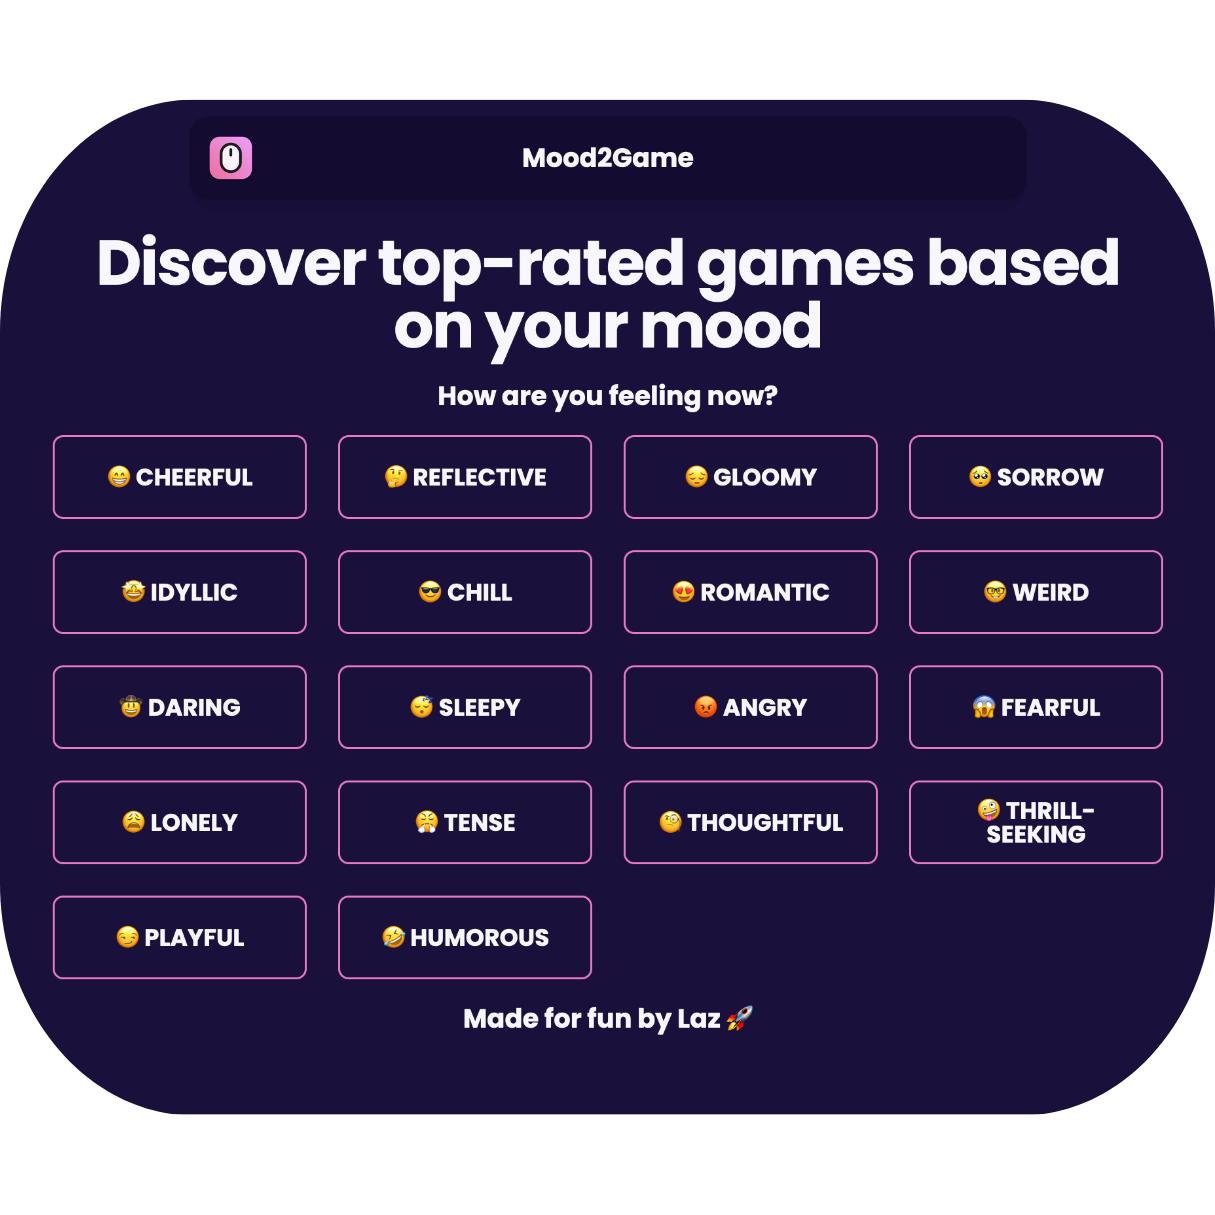 Mood2Game
Discover top-rated games based
on your mood
How are you feeling now?
😁 CHEERFUL
🤔 REFLECTIVE
😔 GLOOMY
🥺 SORROW
🤩 IDYLLIC
😎 CHILL
😍 ROMANTIC
🤓 WEIRD
🤠 DARING
😴 SLEEPY
😡 ANGRY
😱 FEARFUL
😩 LONELY
😤 TENSE
🧐 THOUGHTFUL
🤪 THRILL-
SEEKING
😏 PLAYFUL
🤣 HUMOROUS
Made for fun by Laz 🚀